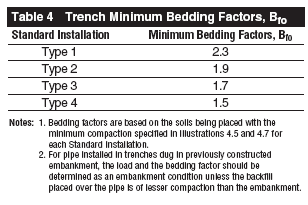 Table 4 Trench Minimum Bedding Factors, Bfo
Standard Installation Minimum Bedding Factors, Bfo
Type 1 2.3
Type 2 1.9
Type 3 1.7
Type 4 1.5
Notes: 1. Bedding factors are based on the soils being placed with the
minimum compaction specified in Illustrations 4.5 and 4.7 for
each Standard Installation.
2. For pipe installed in trenches dug in previously constructed
embankment, the load and the bedding factor should be
determined as an embankment condition unless the backfill
placed over the pipe is of lesser compaction than the embankment.